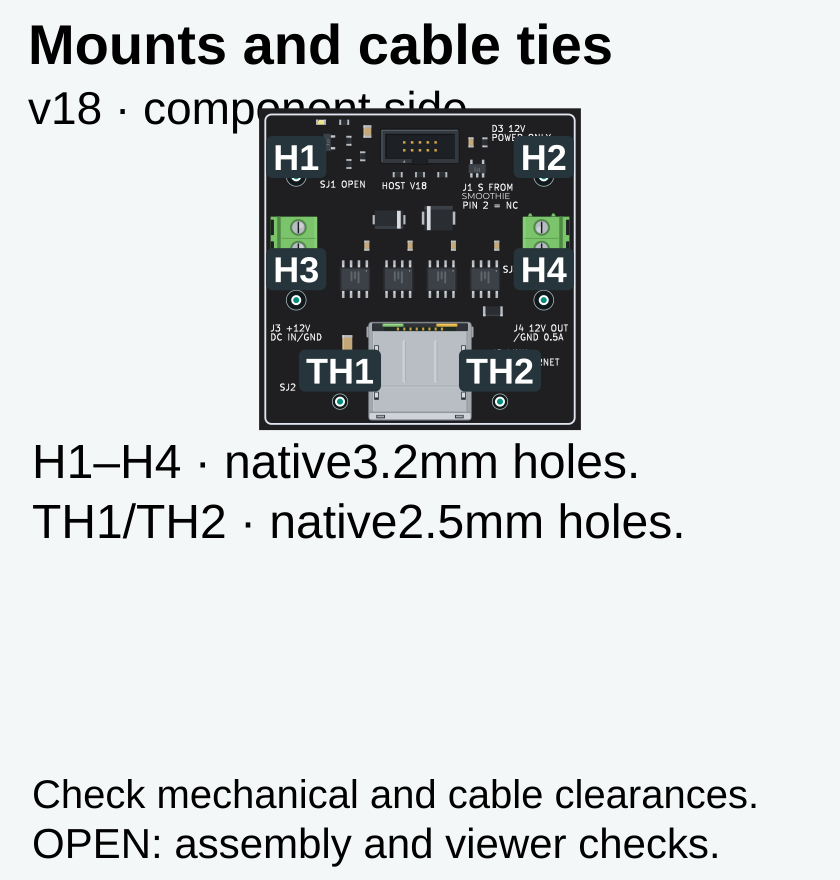 Mounts and cable ties
v18 · component side
D3 12V
POWER ONLY
H1
H2
SJ1 OPEN
HOST V18
J1 S FROM
SMOOTHIE
PIN 2 = NC
H3
SJ
H4
J3 +12V
DC IN/GND
J4 12V OUT
/GND 0.5A
TH1
TH2
SJ2
H1–H4 · native3.2mm holes.
TH1/TH2 · native2.5mm holes.
Check mechanical and cable clearances.
OPEN: assembly and viewer checks.